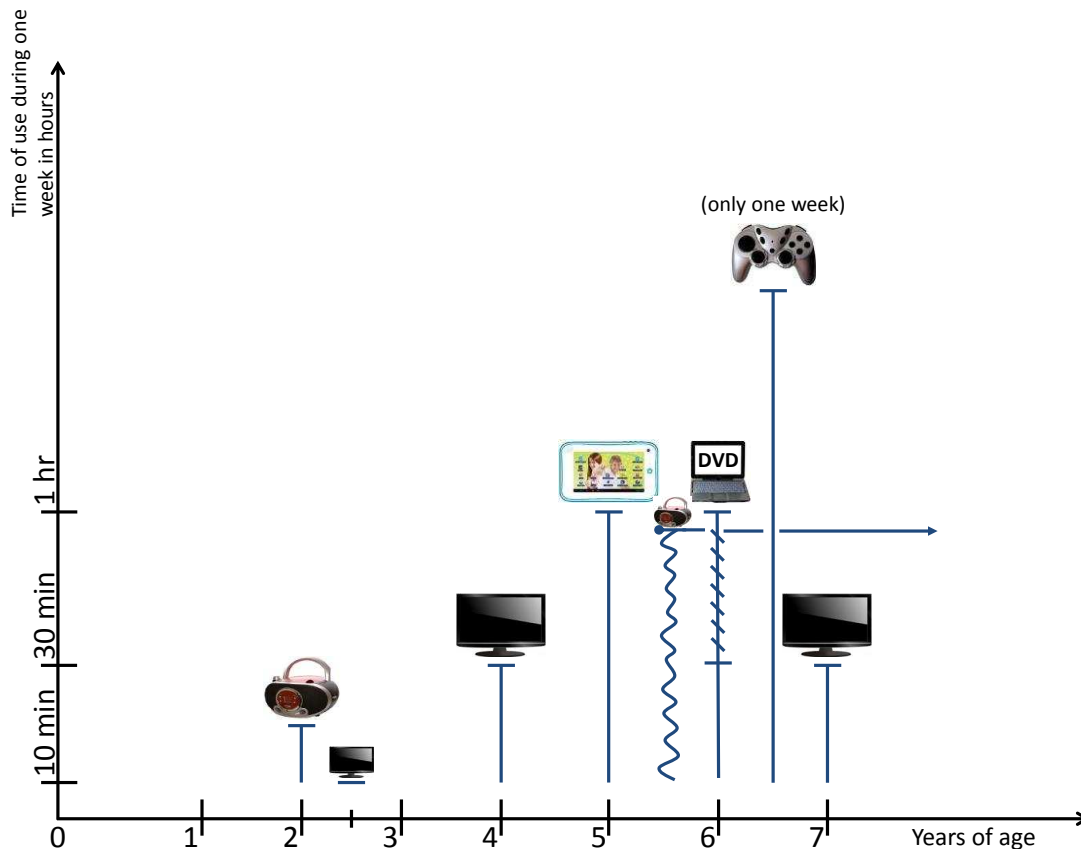 Time of use during one
week in hours
(only one week)
DVD
1 hr
30 min
10 min
0 1 2 3 4 5 6 7 Years of age